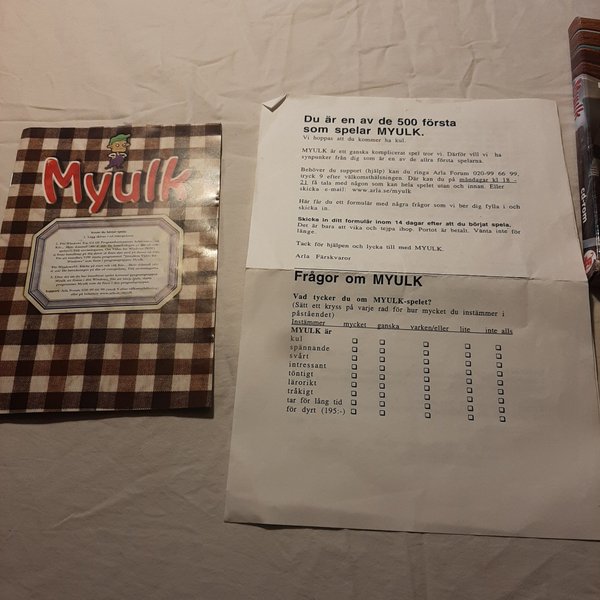 Myulk
Du är en av de 500 första
som spelar MYULK.
Vi hoppas att du kommer ha kul.
MYULK är ett ganska komplicerat spel tror vi. Därför vill vi ha
synpunker från dig som är en av de allra första spelarna.
Behöver du support (hjälp) kan du ringa Arla Forum 020-99 66 99,
tryck 9 efter välkomsthälsningen. Där kan du på måndagar kl 18 -
21 få tala med någon som kan hela spelet utan och innan. Eller
skicka e-mail: www.arla.se/myulk
Här får du ett formulär med några frågor som vi ber dig fylla i och
skicka in.
Skicka in ditt formulär inom 14 dagar efter att du börjat spela.
Det är bara att vika och tejpa ihop. Portot är betalt. Vänta inte för
länge.
Tack för hjälpen och lycka till med MYULK.
Arla Färskvaror
Frågor om MYULK
Vad tycker du om MYULK-spelet?
(Sätt ett kryss på varje rad för hur mycket du instämmer i
påståendet)
Instämmer mycket ganska varken/eller lite inte alls
MYULK är
kul
spännande
svårt
intressant
töntigt
lärorikt
tråkigt
tar för lång tid
för dyrt (195:-)
Myulk
cd-rom